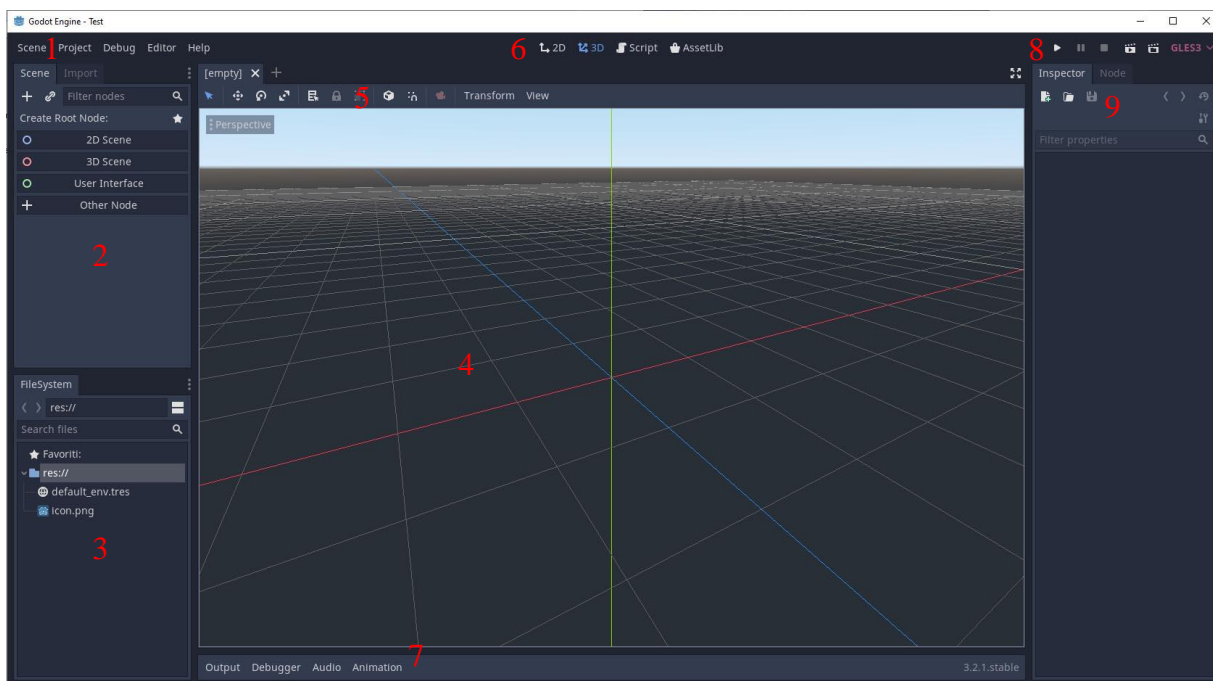 Godot Engine - Test
Scene 1 Project Debug Editor Help
6 2D 3D Script AssetLib
8 GLES3
Scene Import
[empty]
Inspector Node
Filter nodes
5 Transform View
9
Create Root Node:
Perspective
2D Scene
Filter properties
3D Scene
User Interface
Other Node
2
4
FileSystem
res://
Search files
Favoriti:
res://
default_env.tres
icon.png
3
7
Output Debugger Audio Animation
3.2.1.stable